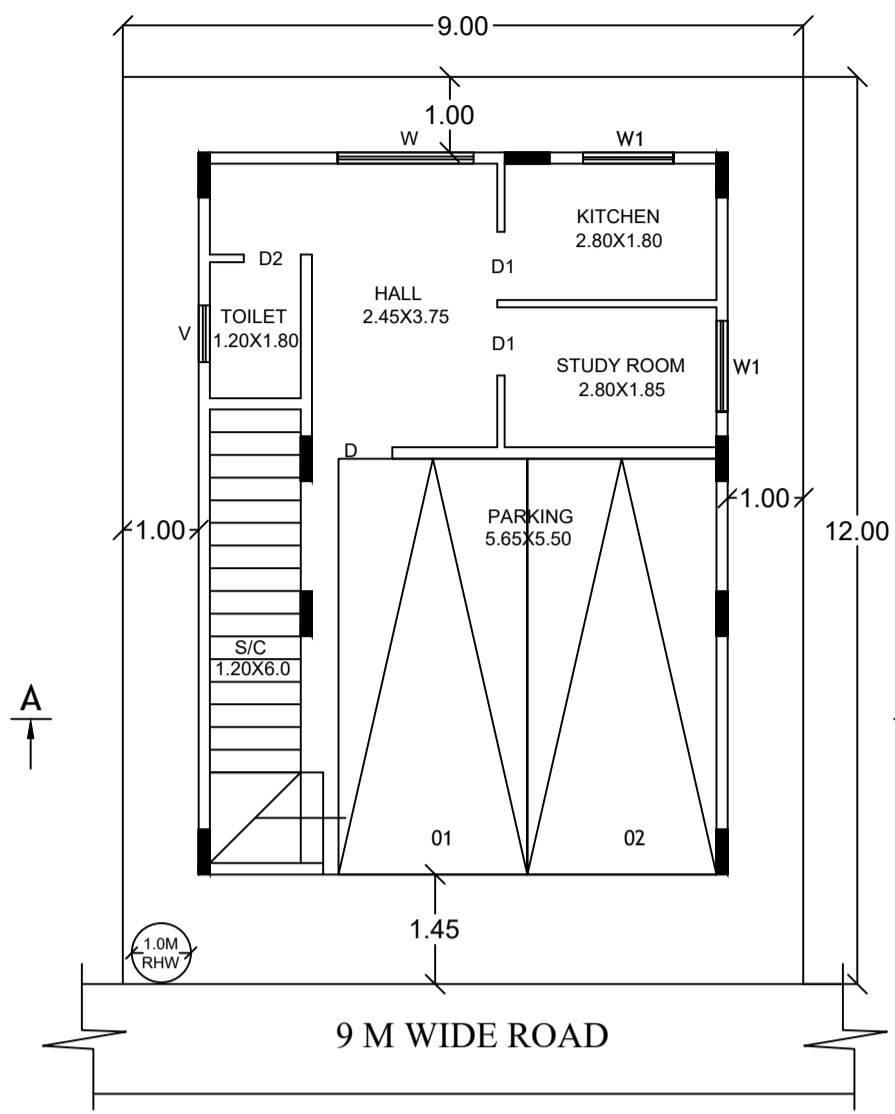 9.00
1.00
W
W1
KITCHEN
2.80X1.80
D2
D1
HALL
2.45X3.75
TOILET
1.20X1.80
V
D1
STUDY ROOM
2.80X1.85
W1
D
PARKING
5.65X5.50
1.00
1.00
12.00
S/C
1.20X6.0
A
01
02
1.45
1.0M
RHW
9 M WIDE ROAD